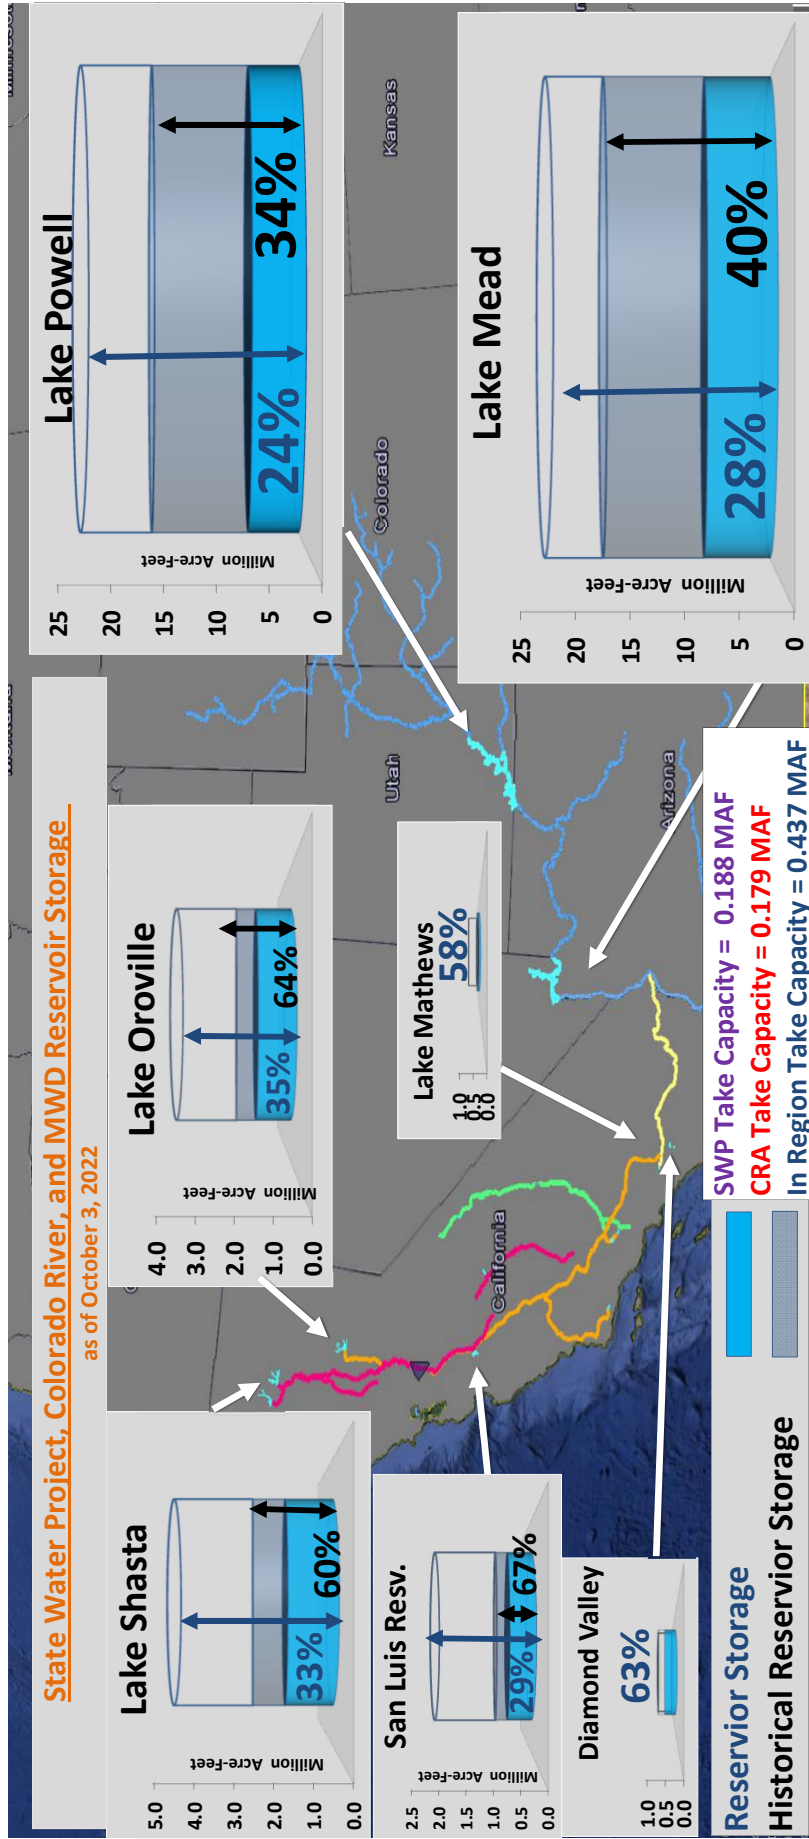 State Water Project, Colorado River, and MWD Reservoir Storage
as of October 3, 2022
Lake Shasta
Million Acre-Feet
5.0
4.0
3.0
2.0
1.0
0.0
33%
60%
Lake Oroville
Million Acre-Feet
4.0
3.0
2.0
1.0
0.0
35%
64%
Lake Powell
Million Acre-Feet
25
20
15
10
5
0
24%
34%
San Luis Resv.
Million Acre-Feet
2.5
2.0
1.5
1.0
0.5
0.0
29%
67%
Lake Mathews
1.0
0.5
0.0
58%
Lake Mead
Million Acre-Feet
25
20
15
10
5
0
28%
40%
Diamond Valley
1.0
0.5
0.0
63%
California
Utah
Colorado
Kansas
Arizona
Reservior Storage
Historical Reservoir Storage
SWP Take Capacity = 0.188 MAF
CRA Take Capacity = 0.179 MAF
In Region Take Capacity = 0.437 MAF